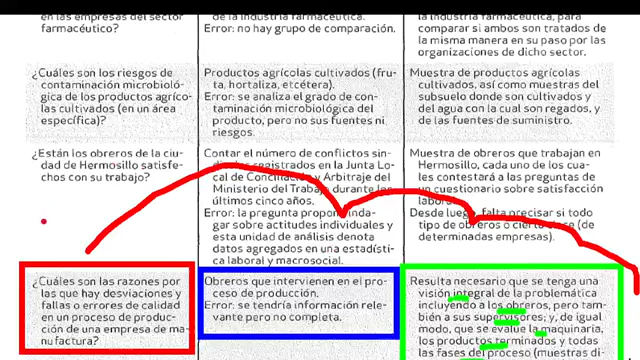 en las empresas del sector
farmacéutico?
de la industria farmacéutica.
Error: no hay grupo de comparación.
la industria farmacéutica, para
comparar si ambos son tratados de
la misma manera en su paso por las
organizaciones de dicho sector.
¿Cuáles son los riesgos de
contaminación microbioló-
gica de los productos agríco-
las cultivados (en un área
específica)?
Productos agrícolas cultivados (fru-
ta, hortaliza, etcétera).
Error: se analiza el grado de con-
taminación microbiológica del
producto, pero no sus fuentes ni
riesgos.
Muestra de productos agrícolas
cultivados, así como muestras del
subsuelo donde son cultivados y
del agua con la cual son regados, y
de las fuentes de suministro.
¿Están los obreros de la ciu-
dad de Hermosillo satisfe-
chos con su trabajo?
Contar el número de conflictos sin-
dicales registrados en la Junta Lo-
cal de Conciliación y Arbitraje del
Ministerio del Trabajo durante los
últimos cinco años.
Error: la pregunta propone inda-
gar sobre actitudes individuales y
esta unidad de análisis denota
datos agregados en una estadísti-
ca laboral y macrosocial.
Muestra de obreros que trabajan en
Hermosillo, cada uno de los cua-
les contestará a las preguntas de
un cuestionario sobre satisfacción
laboral.
Desde luego, falta precisar si todo
tipo de obreros o cierta clase (de
determinadas empresas).
¿Cuáles son las razones por
las que hay desviaciones y
fallas o errores de calidad
en un proceso de produc-
ción de una empresa de ma-
nufactura?
Obreros que intervienen en el pro-
ceso de producción.
Error: se tendría información rele-
vante pero no completa.
Resulta necesario que se tenga una
visión integral de la problemática
incluyendo a los obreros, pero tam-
bién a sus supervisores; y, de igual
modo, que se evalúe la maquinaria,
los productos terminados y todas
las fases del proceso (muestras di-